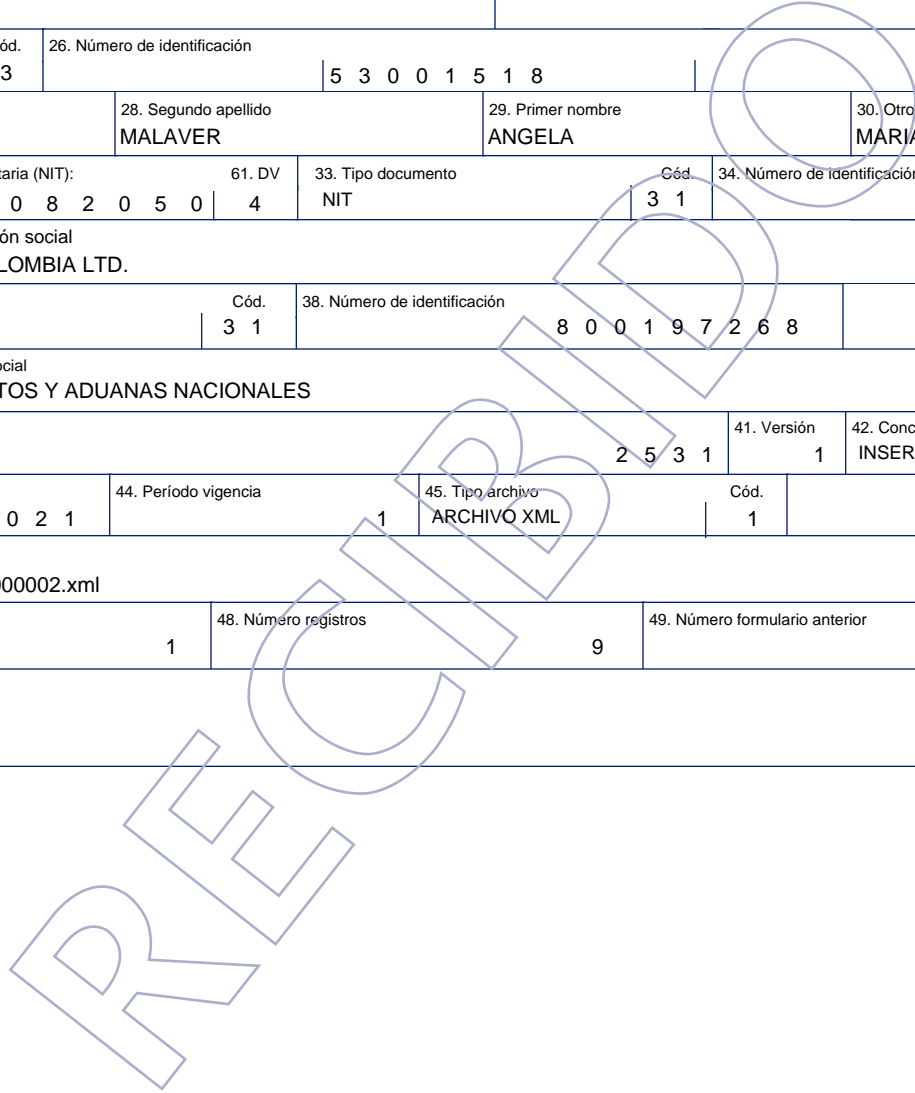 ód. 26. Número de identificación
3 5 3 0 0 1 5 1 8
28. Segundo apellido 29. Primer nombre 30. Otro
MALAVER ANGELA MARIA
taria (NIT): 61. DV 33. Tipo documento Cód. 34. Número de identificación
0 8 2 0 5 0 4 NIT 3 1
ón social
LOMBIA LTD.
Cód. 38. Número de identificación
3 1 8 0 0 1 9 7 2 6 8
ocial
TOS Y ADUANAS NACIONALES
41. Versión 42. Conc
2 5 3 1 1 INSER
44. Período vigencia 45. Tipo archivo Cód.
0 2 1 1 ARCHIVO XML 1
000002.xml
48. Número registros 49. Número formulario anterior
1 9
RECIBIDO